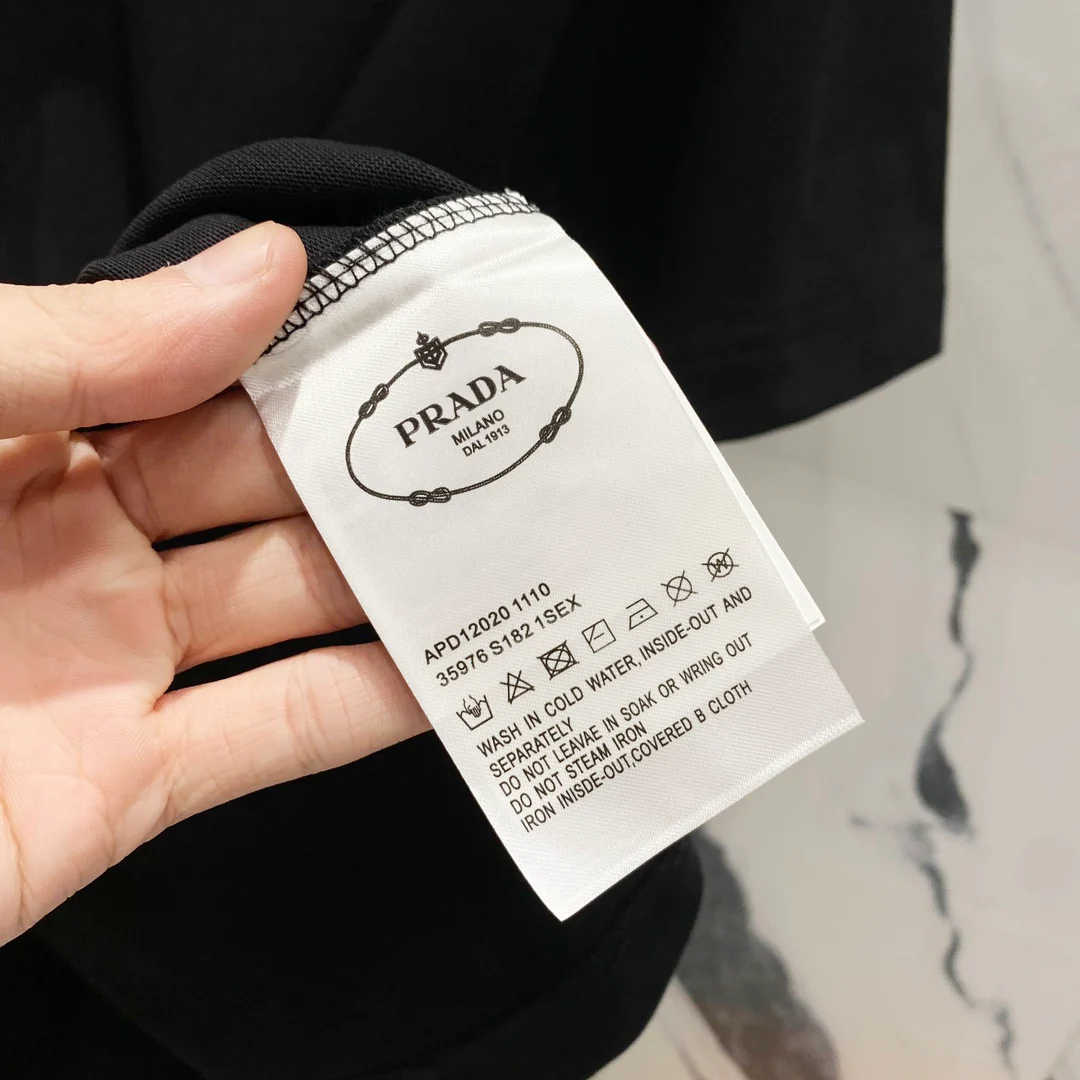 PRADA
MILANO
DAL 1913
APD12020 1110
35976 S182 1SEX
WASH IN COLD WATER, INSIDE-OUT AND
SEPARATELY
DO NOT LEAVAE IN SOAK OR WRING OUT
DO NOT STEAM IRON
IRON INISDE-OUT,COVERED B CLOTH